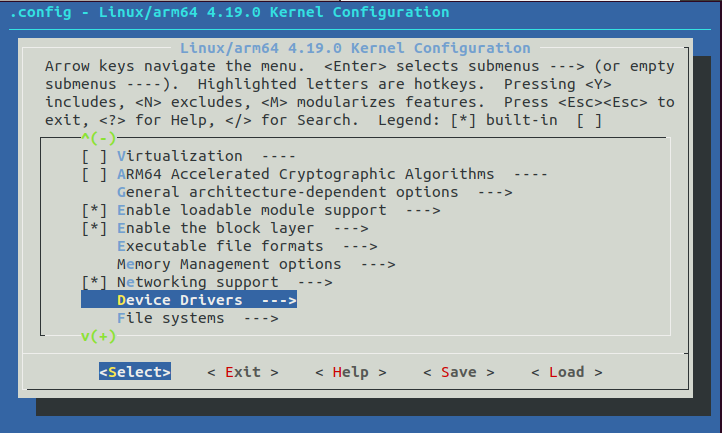 .config - Linux/arm64 4.19.0 Kernel Configuration
Linux/arm64 4.19.0 Kernel Configuration
Arrow keys navigate the menu.  <Enter> selects submenus ---> (or empty
submenus ----).  Highlighted letters are hotkeys.  Pressing <Y>
includes, <N> excludes, <M> modularizes features.  Press <Esc><Esc> to
exit, <?> for Help, </> for Search.  Legend: [*] built-in  [ ]
^(-)
[ ] Virtualization  ----
[ ] ARM64 Accelerated Cryptographic Algorithms  ----
General architecture-dependent options  --->
[*] Enable loadable module support  --->
[*] Enable the block layer  --->
Executable file formats  --->
Memory Management options  --->
[*] Networking support  --->
Device Drivers  --->
File systems  --->
v(+)
<Select>    < Exit >    < Help >    < Save >    < Load >